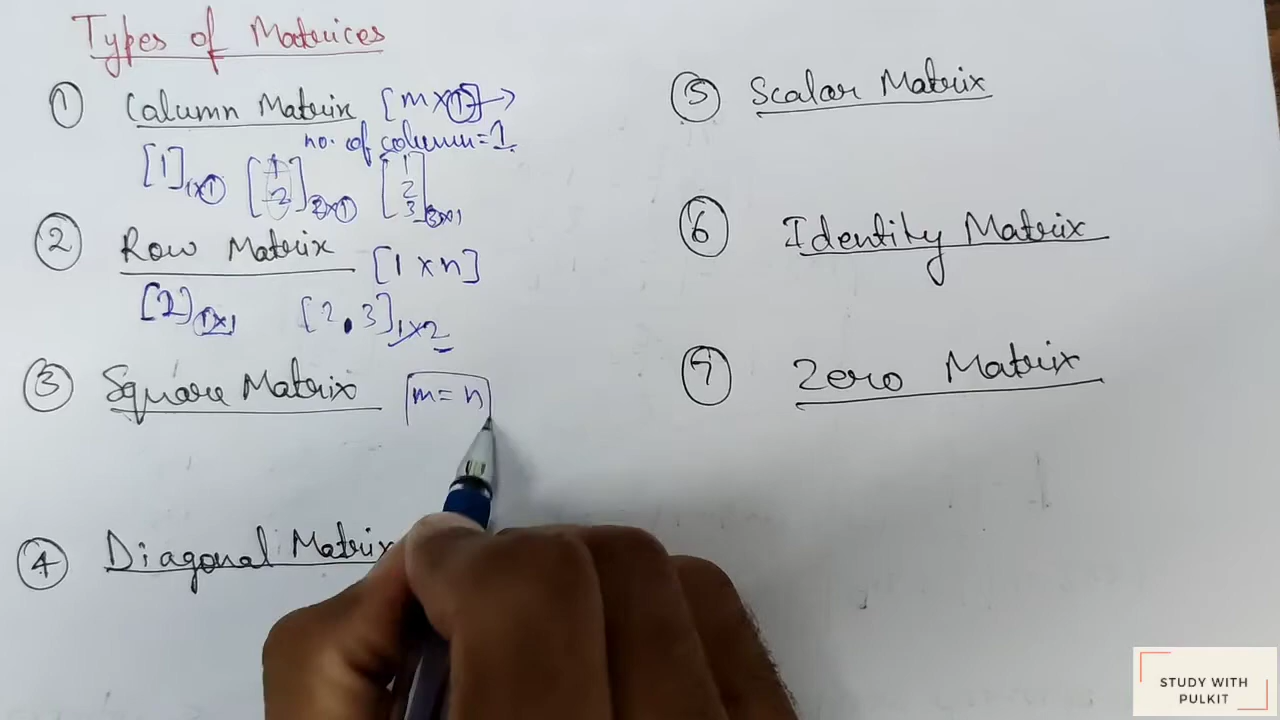 Types of Matrices
① Column Matrix [m×1] →
no. of column=1.
[1]1×1 [1 2]2×1 [1 2 3]3×1
② Row Matrix [1 × n]
[2]1×1 [2, 3]1×2
③ Square Matrix m = n
④ Diagonal Matrix
⑤ Scalar Matrix
⑥ Identity Matrix
⑦ Zero Matrix
STUDY WITH
PULKIT